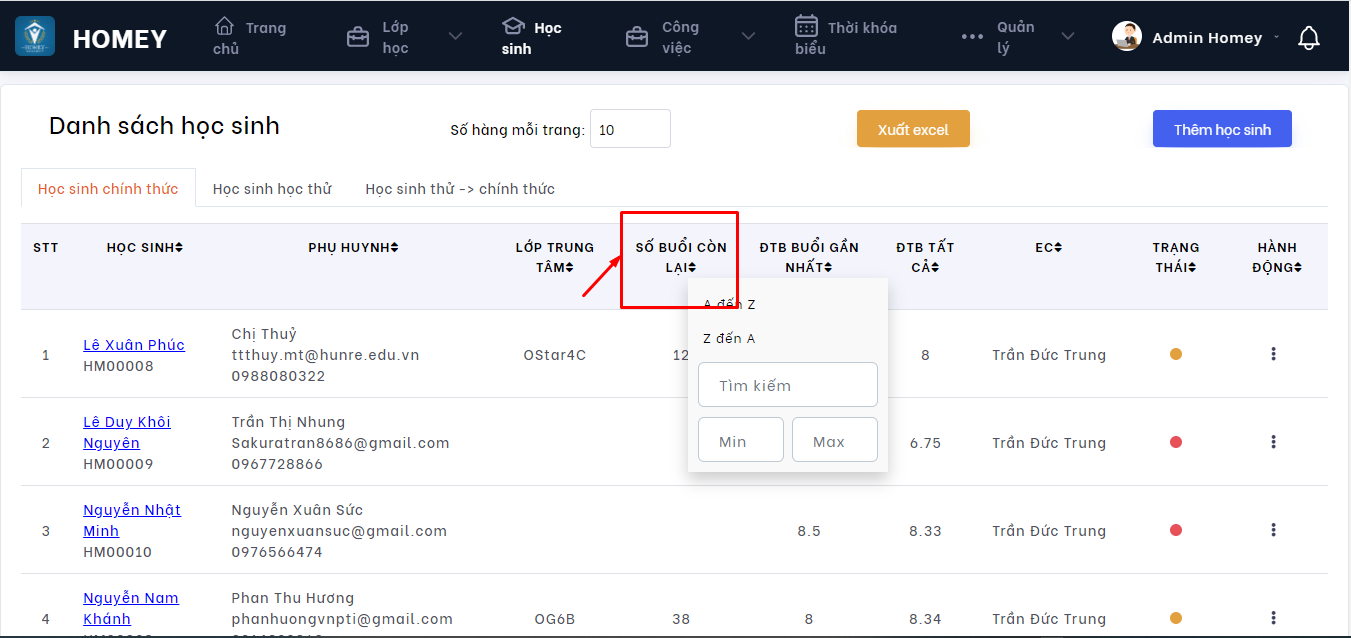 HOMEY
Trang chủ
Lớp học
Học sinh
Công việc
Thời khóa biểu
Quản lý
Admin Homey
Danh sách học sinh
Số hàng mỗi trang: 10
Xuất excel
Thêm học sinh
Học sinh chính thức
Học sinh học thử
Học sinh thử -> chính thức
STT
HỌC SINH
PHỤ HUYNH
LỚP TRUNG TÂM
SỐ BUỔI CÒN LẠI
ĐTB BUỔI GẦN NHẤT
ĐTB TẤT CẢ
EC
TRẠNG THÁI
HÀNH ĐỘNG
A đến Z
Z đến A
Tìm kiếm
Min
Max
1
Lê Xuân Phúc
HM00008
Chị Thuỷ
ttthuy.mt@hunre.edu.vn
0988080322
OStar4C
12
8
Trần Đức Trung
2
Lê Duy Khôi
Nguyên
HM00009
Trần Thị Nhung
Sakuratran8686@gmail.com
0967728866
6.75
Trần Đức Trung
3
Nguyễn Nhật
Minh
HM00010
Nguyễn Xuân Sức
nguyenxuansuc@gmail.com
0976566474
8.5
8.33
Trần Đức Trung
4
Nguyễn Nam
Khánh
Phan Thu Hương
phanhuongvnpti@gmail.com
OG6B
38
8
8.34
Trần Đức Trung